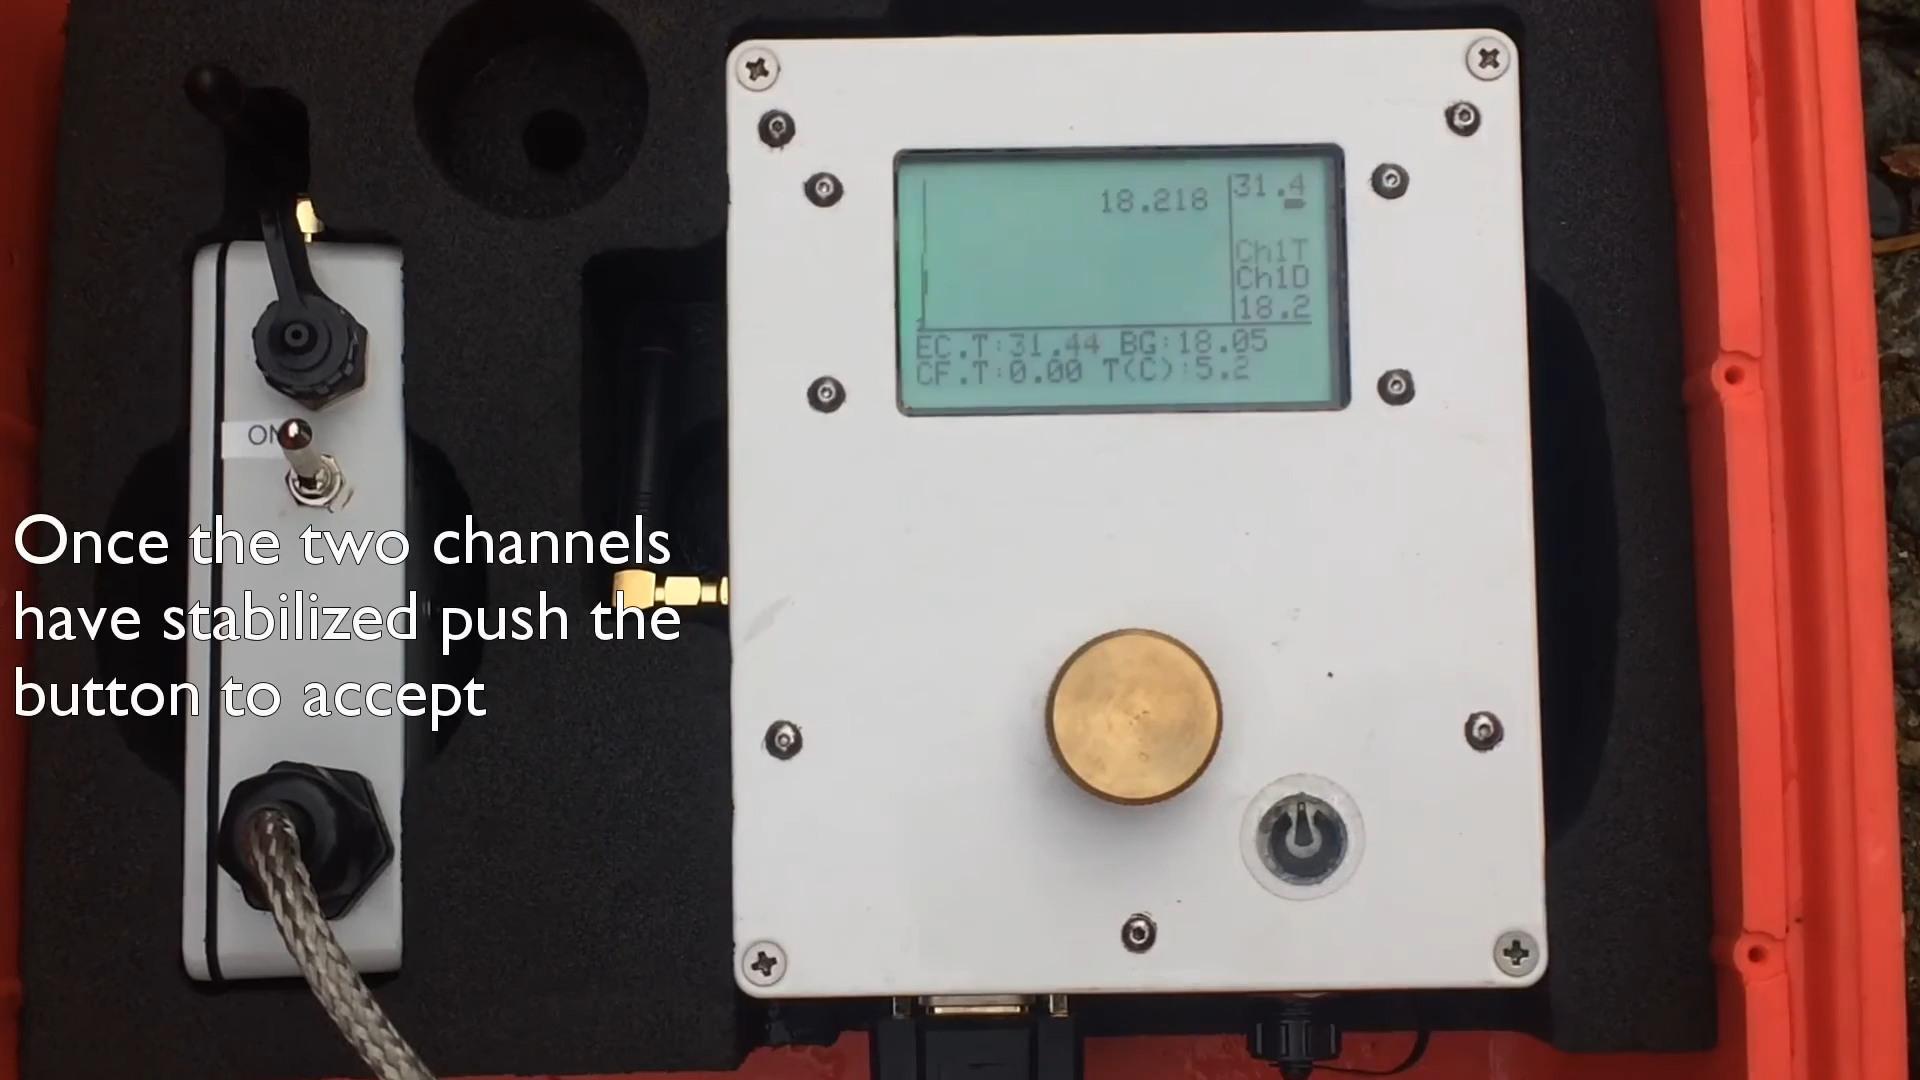 18.218
31.4
Ch1T
Ch1D
18.2
EC.T:31.44 BG:18.05
CF.T:0.00 T(C):5.2
ON
Once the two channels
have stabilized push the
button to accept